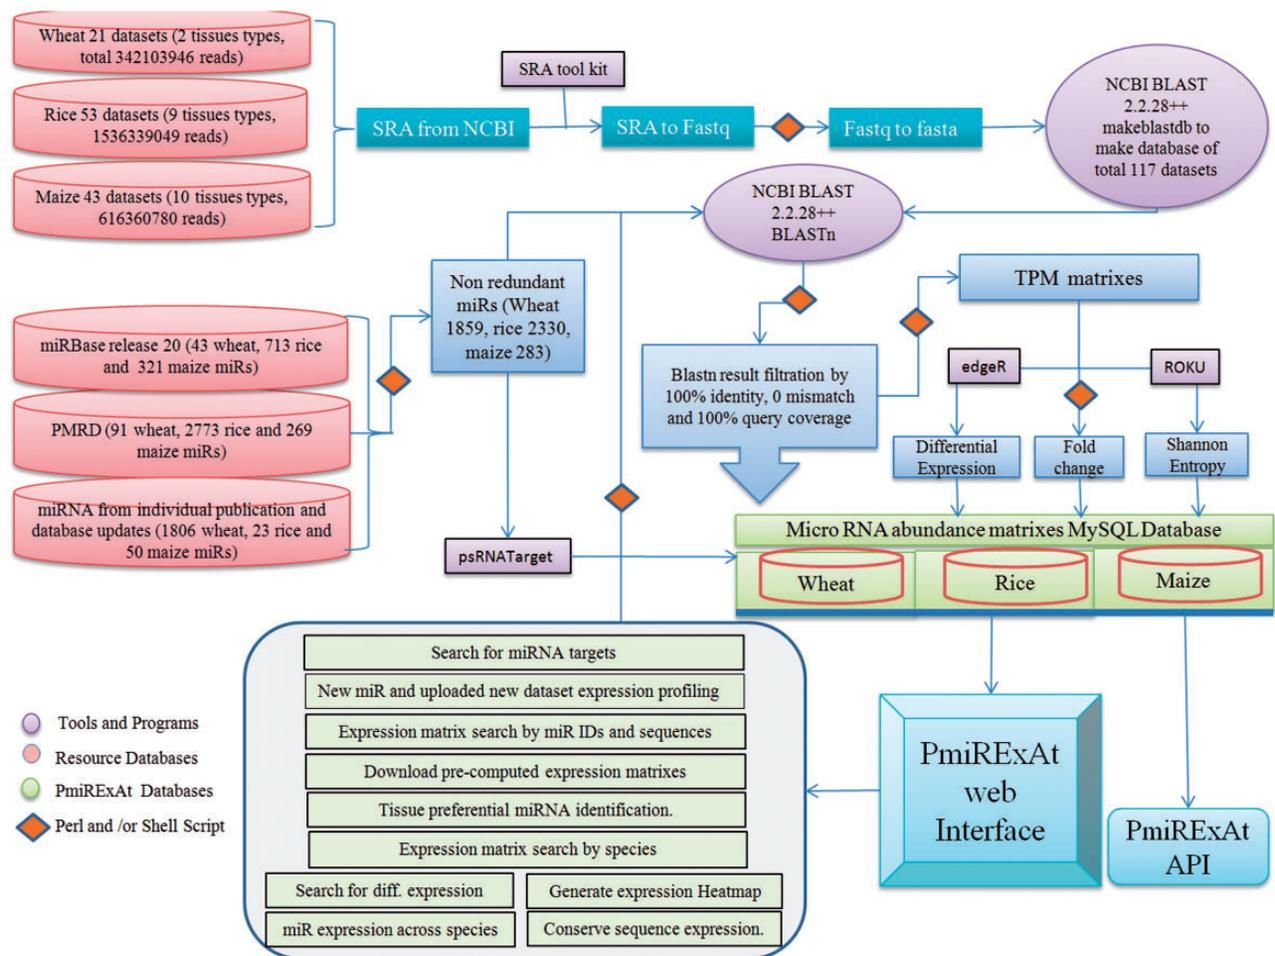 Wheat 21 datasets (2 tissues types,
total 342103946 reads)
Rice 53 datasets (9 tissues types,
1536339049 reads)
Maize 43 datasets (10 tissues types,
616360780 reads)
SRA tool kit
SRA from NCBI
SRA to Fastq
Fastq to fasta
NCBI BLAST
2.2.28++
makeblastdb to
make database of
total 117 datasets
NCBI BLAST
2.2.28++
BLASTn
Non redundant
miRs (Wheat
1859, rice 2330,
maize 283)
TPM matrixes
miRBase release 20 (43 wheat, 713 rice
and 321 maize miRs)
PMRD (91 wheat, 2773 rice and 269
maize miRs)
miRNA from individual publication and
database updates (1806 wheat, 23 rice and
50 maize miRs)
Blastn result filtration by
100% identity, 0 mismatch
and 100% query coverage
edgeR
ROKU
Differential
Expression
Fold
change
Shannon
Entropy
psRNATarget
Micro RNA abundance matrixes MySQL Database
Wheat
Rice
Maize
Search for miRNA targets
New miR and uploaded new dataset expression profiling
Expression matrix search by miR IDs and sequences
Download pre-computed expression matrixes
Tissue preferential miRNA identification.
Expression matrix search by species
Search for diff. expression
Generate expression Heatmap
miR expression across species
Conserve sequence expression.
PmiRExAt
web
Interface
PmiRExAt
API
Tools and Programs
Resource Databases
PmiRExAt Databases
Perl and /or Shell Script